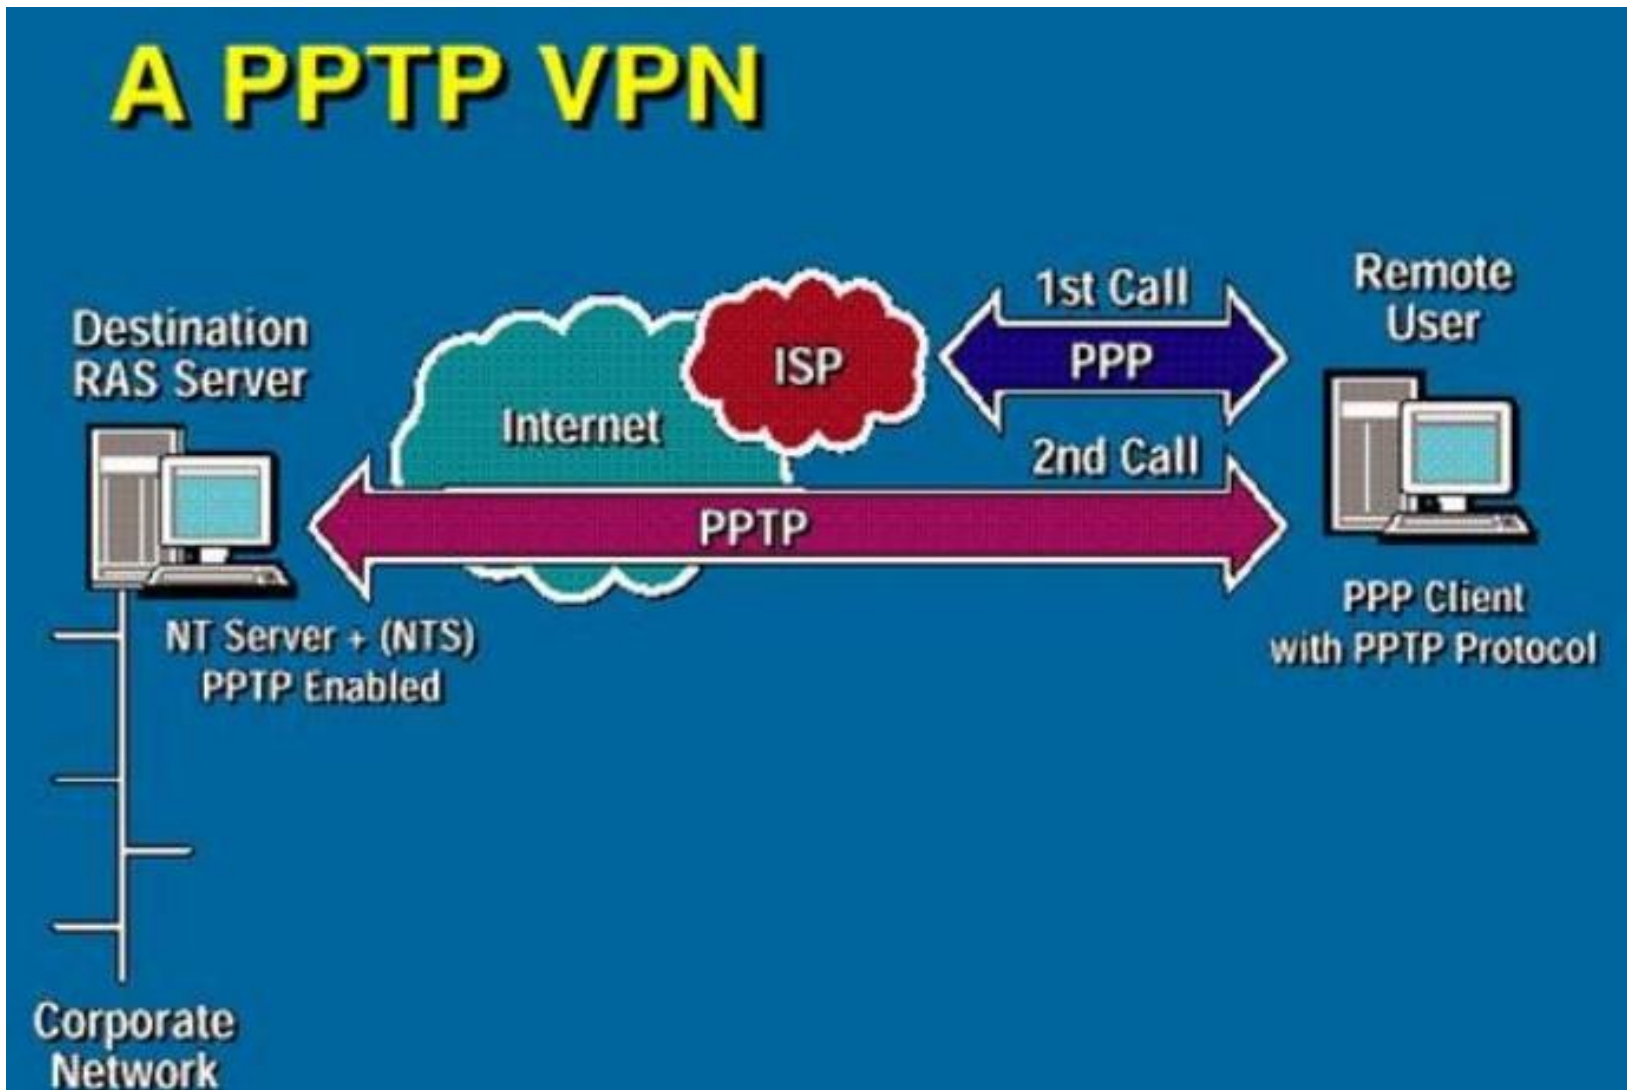 A PPTP VPN
Destination
RAS Server
Internet
ISP
1st Call
PPP
2nd Call
PPTP
Remote
User
PPP Client
with PPTP Protocol
NT Server + (NTS)
PPTP Enabled
Corporate
Network